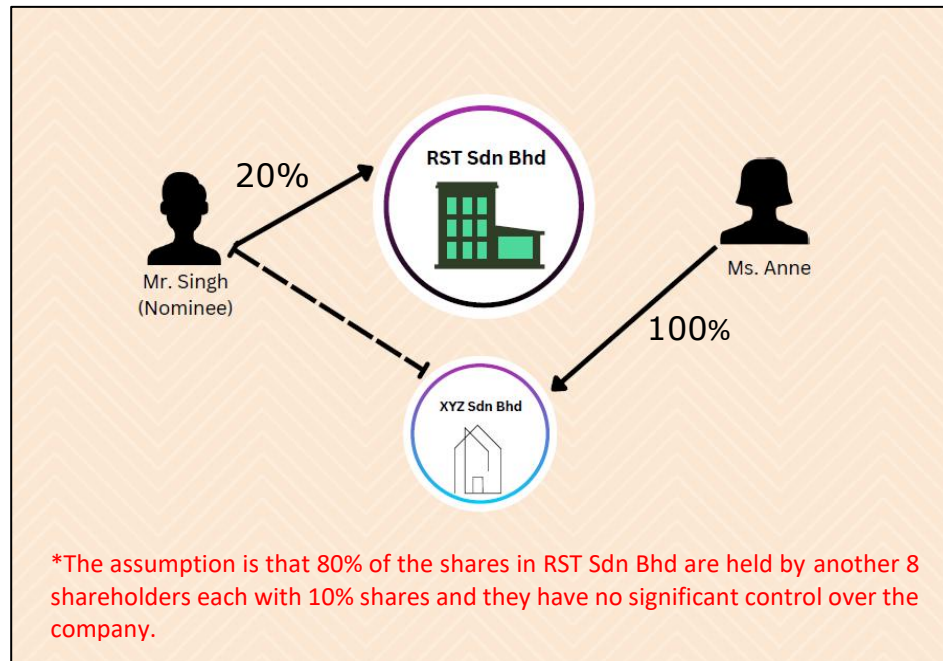 RST Sdn Bhd
20%
Mr. Singh
(Nominee)
Ms. Anne
100%
XYZ Sdn Bhd
*The assumption is that 80% of the shares in RST Sdn Bhd are held by another 8
shareholders each with 10% shares and they have no significant control over the
company.